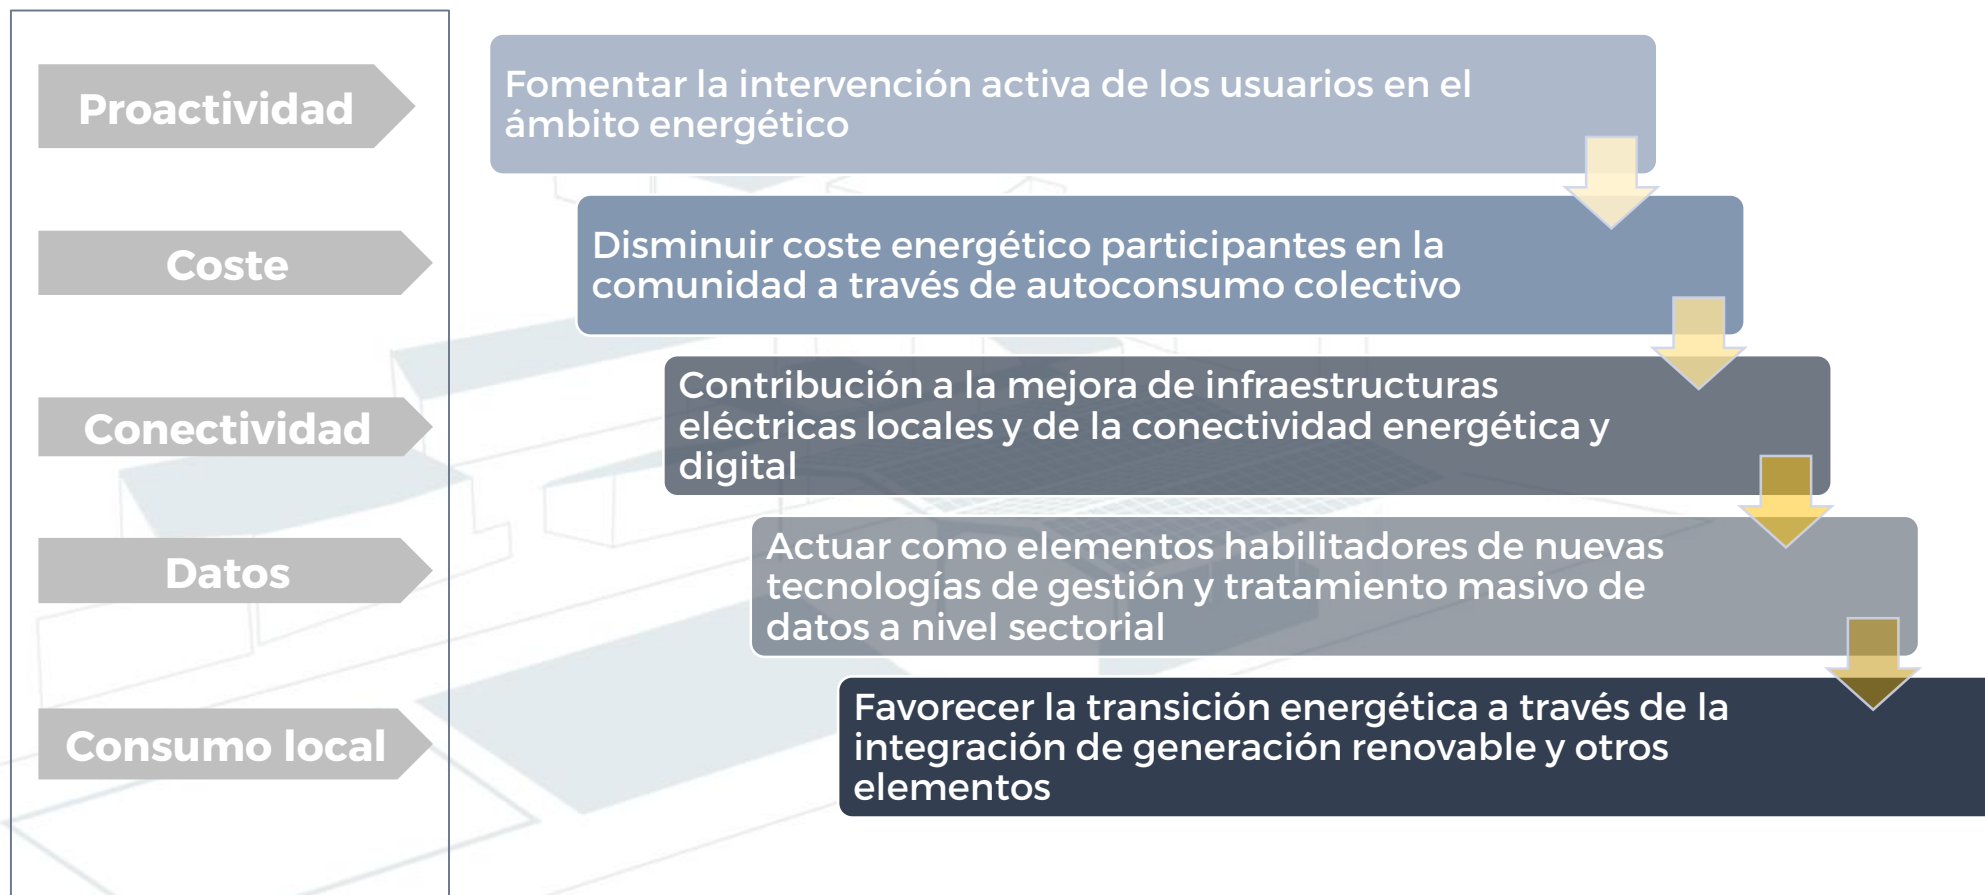 Proactividad
Fomentar la intervención activa de los usuarios en el
ámbito energético
Coste
Disminuir coste energético participantes en la
comunidad a través de autoconsumo colectivo
Conectividad
Contribución a la mejora de infraestructuras
eléctricas locales y de la conectividad energética y
digital
Datos
Actuar como elementos habilitadores de nuevas
tecnologías de gestión y tratamiento masivo de
datos a nivel sectorial
Consumo local
Favorecer la transición energética a través de la
integración de generación renovable y otros
elementos